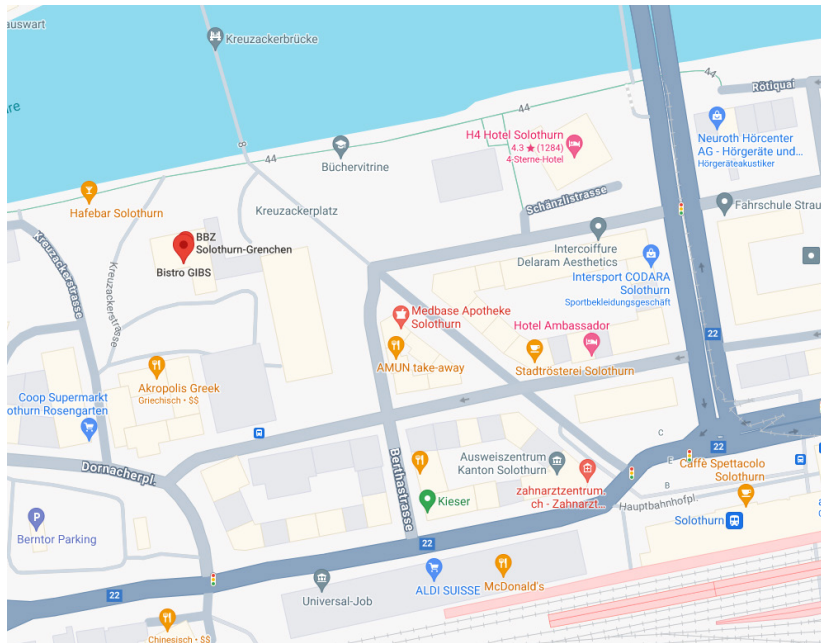 auswart
Kreuzackerbrücke
44
Rötiquai
44
H4 Hotel Solothurn
4.3 ★ (1284)
4-Sterne-Hotel
Neuroth Hörcenter
AG - Hörgeräte und...
Hörgeräteakustiker
8
Büchervitrine
44
Hafebar Solothurn
Kreuzackerplatz
Schänzlistrasse
Fahrschule Strau
Kreuzackerstrasse
BBZ
Solothurn-Grenchen
Bistro GIBS
Intercoiffure
Delaram Aesthetics
Intersport CODARA
Solothurn
Sportbekleidungsgeschäft
Kreuzackerstrasse
Medbase Apotheke
Solothurn
Hotel Ambassador
22
AMUN take-away
Stadtrösterei Solothurn
Akropolis Greek
Griechisch • $$
Coop Supermarkt
othurn Rosengarten
C
22
Dornacherpl.
Berthastrasse
Ausweiszentrum
Kanton Solothurn
E
Caffè Spettacolo
Solothurn
zahnarztzentrum.
ch - Zahnarzt...
B
Kieser
Hauptbahnhofpl.
Solothurn
P
Berntor Parking
22
22
Universal-Job
ALDI SUISSE
McDonald's
Chinesisch • $$